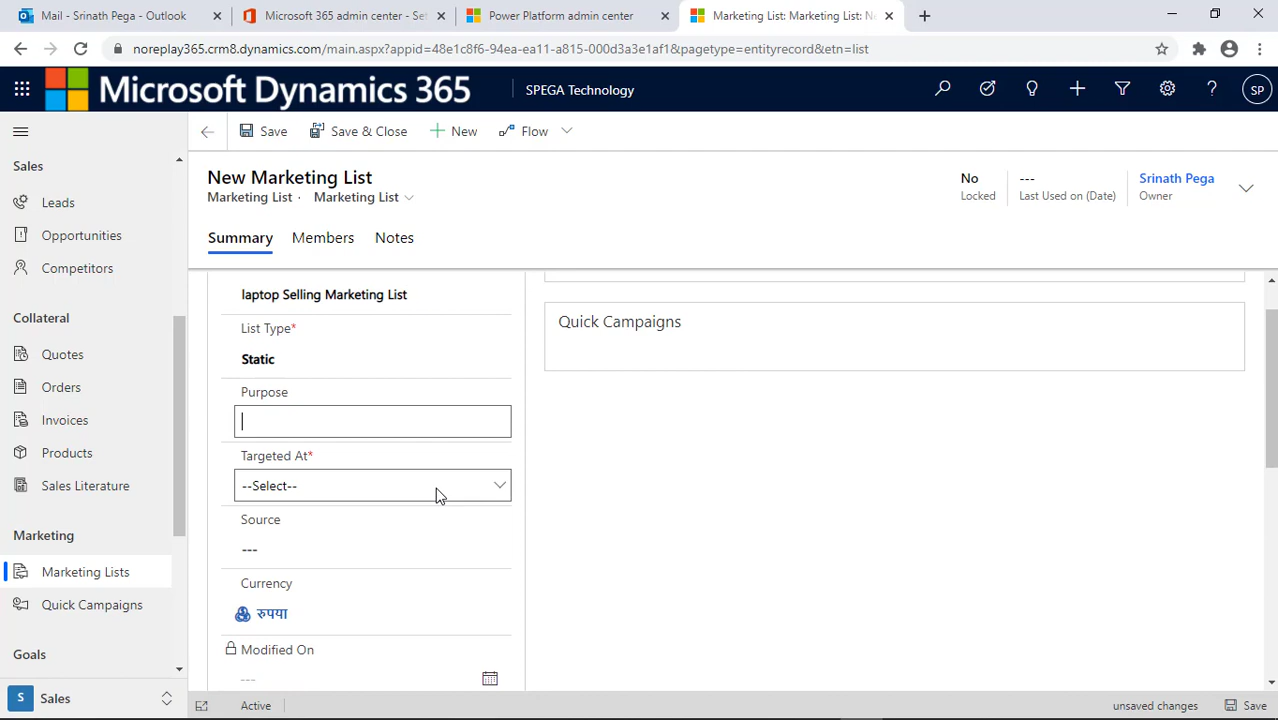 Mail - Srinath Pega - Outlook
Microsoft 365 admin center - Se
Power Platform admin center
Marketing List: Marketing List: Ne
noreplay365.crm8.dynamics.com/main.aspx?appid=48e1c8f6-94ea-ea11-a815-000d3a3e1af1&pagetype=entityrecord&etn=list
Microsoft Dynamics 365
SPEGA Technology
SP
Save
Save & Close
New
Flow
Sales
Leads
Opportunities
Competitors
Collateral
Quotes
Orders
Invoices
Products
Sales Literature
Marketing
Marketing Lists
Quick Campaigns
Goals
S Sales
New Marketing List
Marketing List · Marketing List
No
Locked
---
Last Used on (Date)
Srinath Pega
Owner
Summary
Members
Notes
laptop Selling Marketing List
List Type*
Static
Purpose
Targeted At*
--Select--
Source
---
Currency
रुपया
Modified On
---
Quick Campaigns
Active
unsaved changes
Save